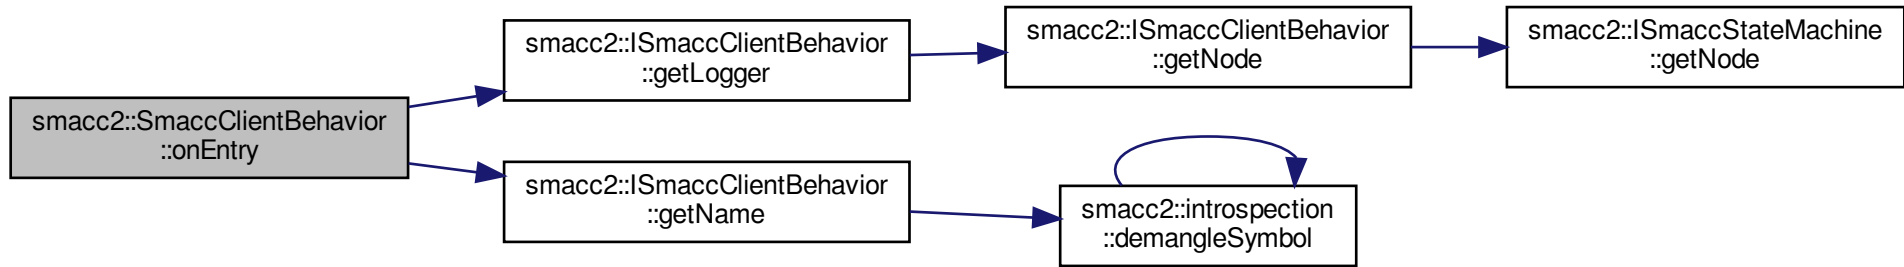 smacc2::SmaccClientBehavior
::onEntry
smacc2::ISmaccClientBehavior
::getLogger
smacc2::ISmaccClientBehavior
::getNode
smacc2::ISmaccStateMachine
::getNode
smacc2::ISmaccClientBehavior
::getName
smacc2::introspection
::demangleSymbol